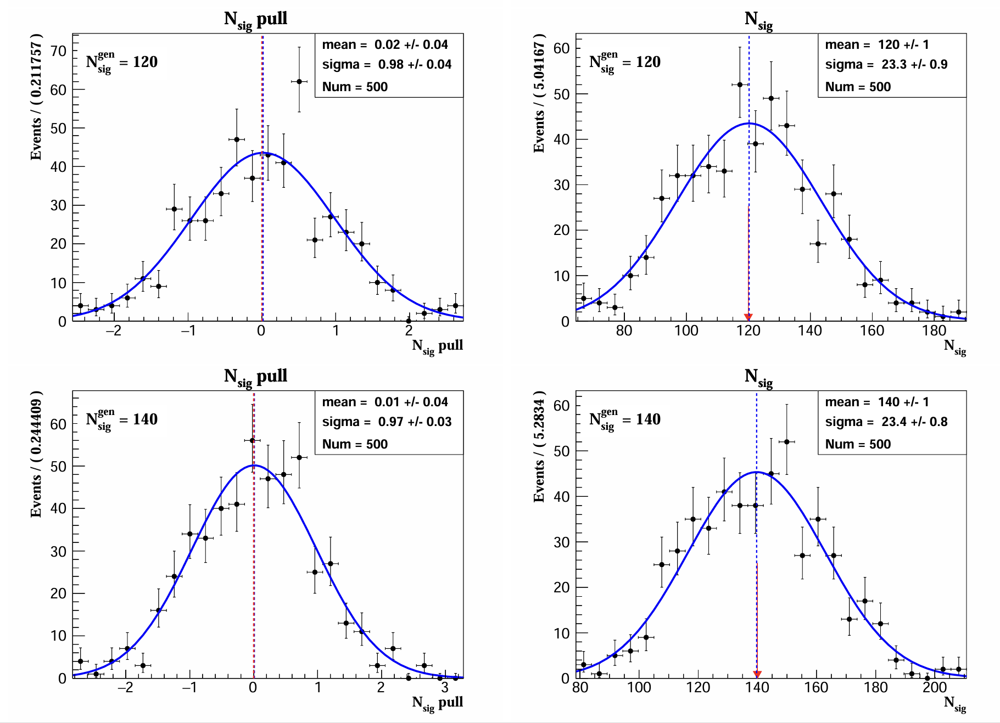 N_sig pull
Events / ( 0.211757 )
N_sig^gen = 120
mean = 0.02 +/- 0.04
sigma = 0.98 +/- 0.04
Num = 500
70
60
50
40
30
20
10
0
−2 −1 0 1 2
N_sig pull
N_sig
Events / ( 5.04167 )
N_sig^gen = 120
mean = 120 +/- 1
sigma = 23.3 +/- 0.9
Num = 500
60
50
40
30
20
10
0
80 100 120 140 160 180
N_sig
N_sig pull
Events / ( 0.244409 )
N_sig^gen = 140
mean = 0.01 +/- 0.04
sigma = 0.97 +/- 0.03
Num = 500
60
50
40
30
20
10
0
−2 −1 0 1 2 3
N_sig pull
N_sig
Events / ( 5.2834 )
N_sig^gen = 140
mean = 140 +/- 1
sigma = 23.4 +/- 0.8
Num = 500
60
50
40
30
20
10
0
80 100 120 140 160 180 200
N_sig